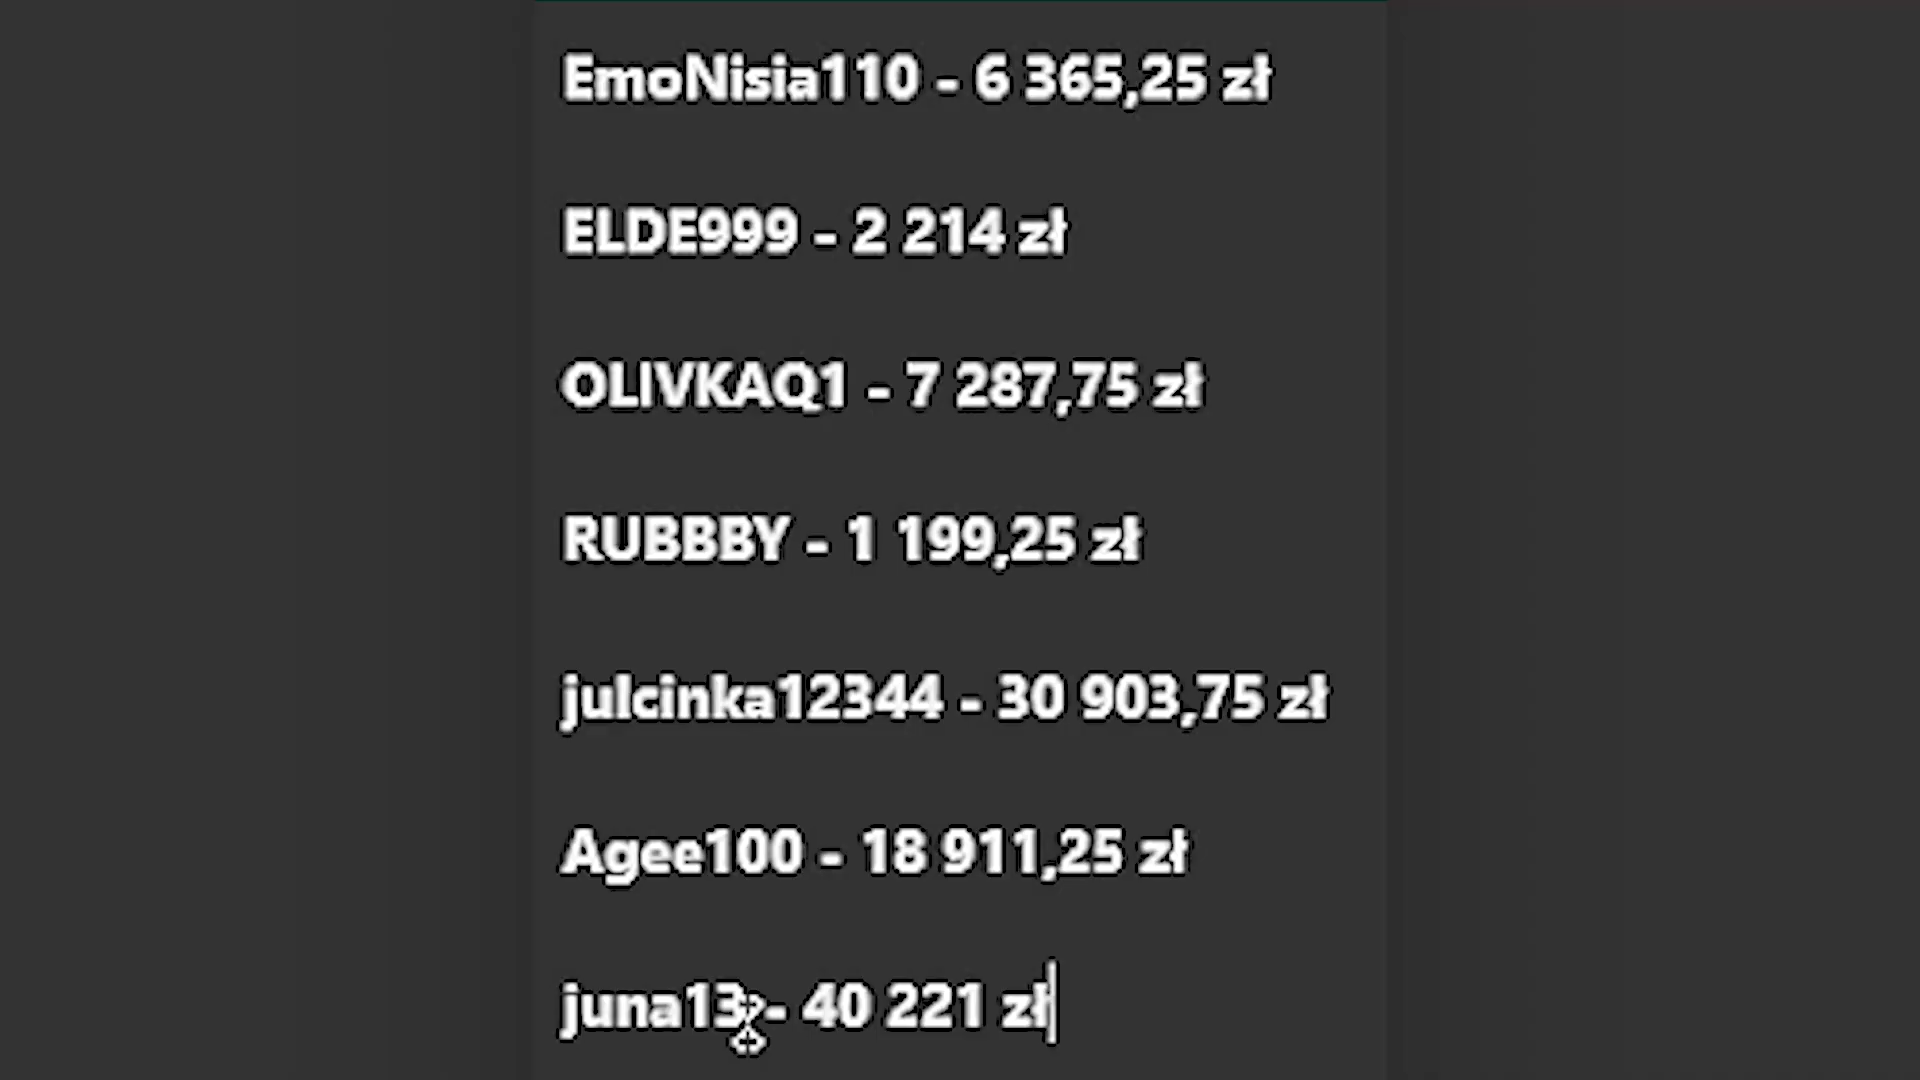 EmoNisia110 - 6 365,25 zł
ELDE999 - 2 214 zł
OLIVKAQ1 - 7 287,75 zł
RUBBBY - 1 199,25 zł
julcinka12344 - 30 903,75 zł
Agee100 - 18 911,25 zł
juna13 - 40 221 zł